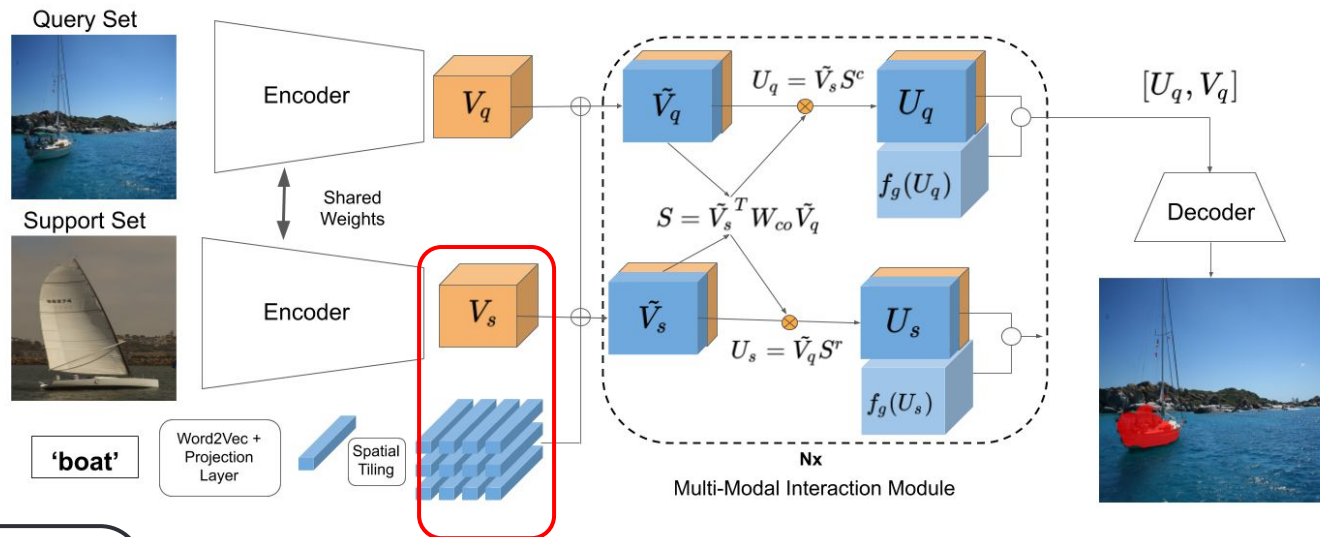 Query Set
Encoder
V_q
Ṽ_q
U_q = Ṽ_s S^c
U_q
f_g(U_q)
[U_q, V_q]
Shared
Weights
S = Ṽ_s^T W_{co} Ṽ_q
Decoder
Support Set
Encoder
V_s
Ṽ_s
U_s = Ṽ_q S^r
U_s
f_g(U_s)
'boat'
Word2Vec +
Projection
Layer
Spatial
Tiling
Nx
Multi-Modal Interaction Module